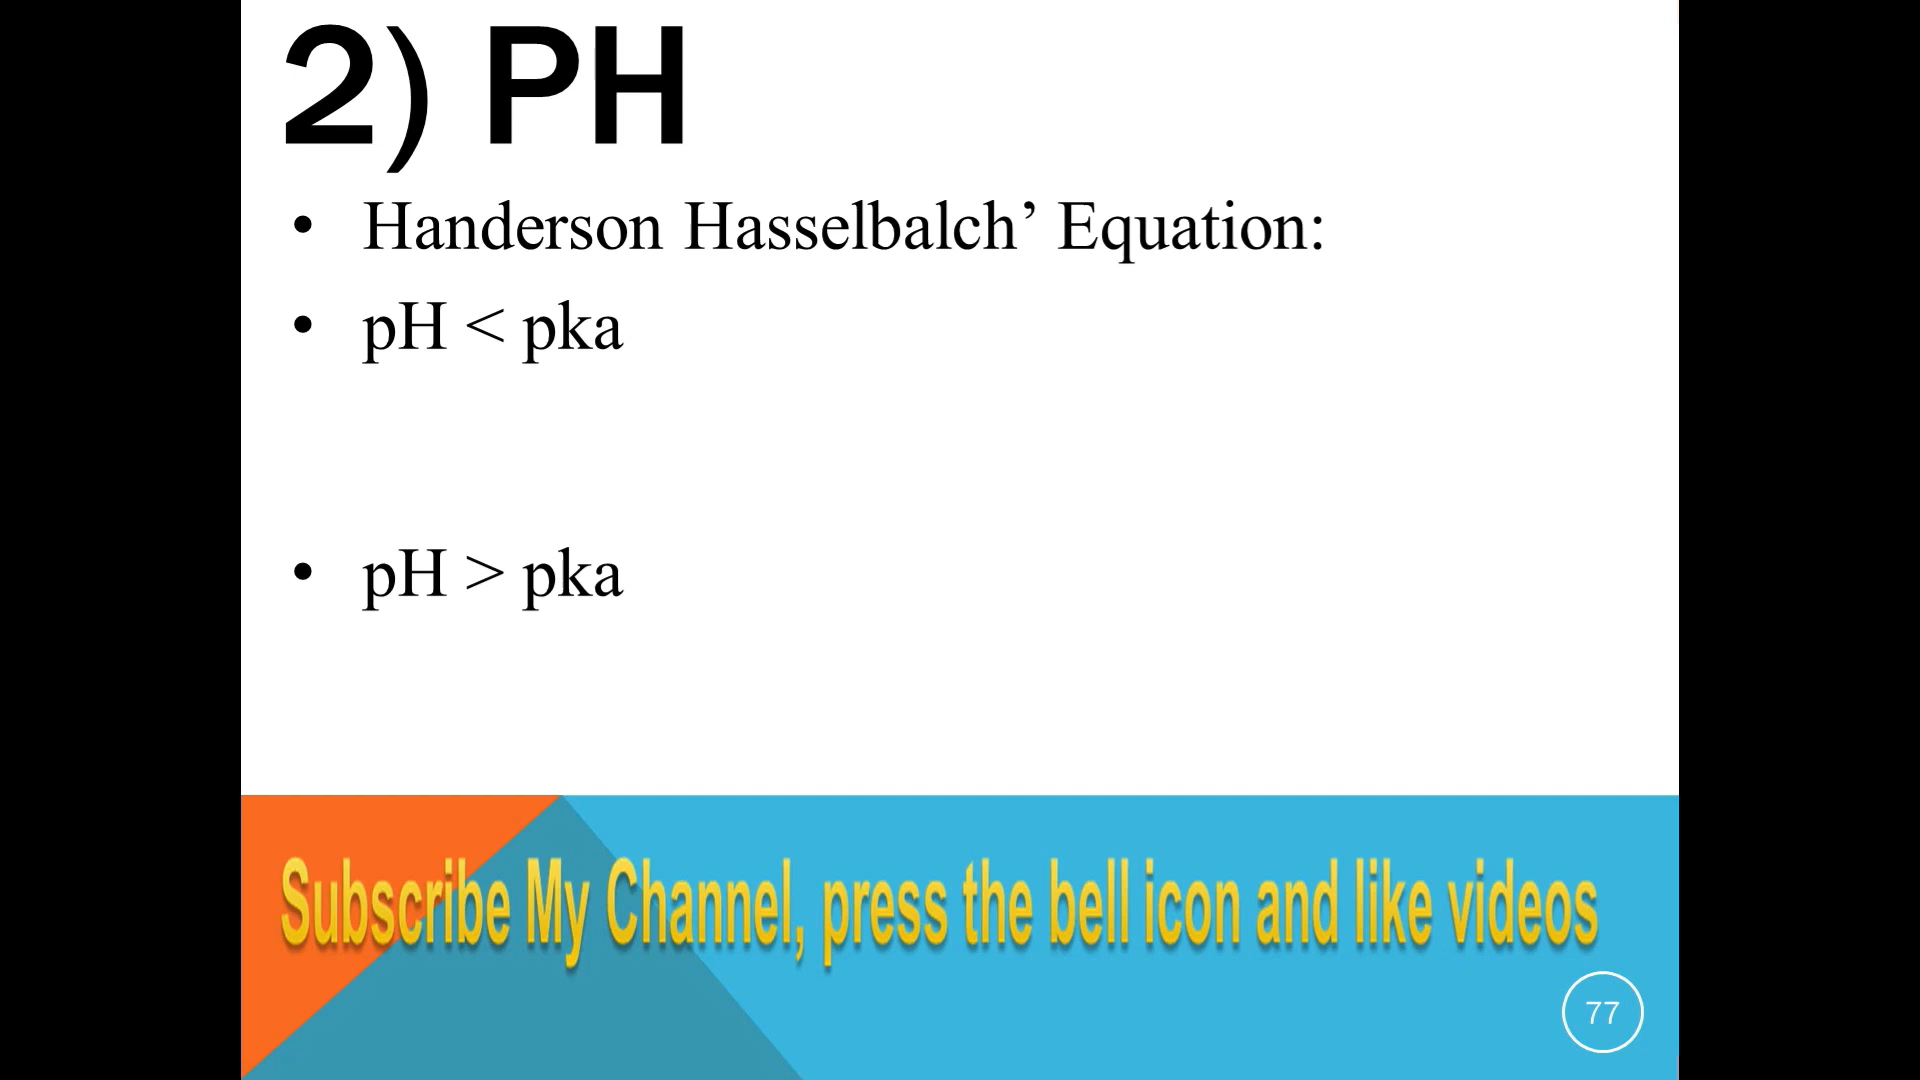 2) PH
• Handerson Hasselbalch’ Equation:
• pH < pka
• pH > pka
Subscribe My Channel, press the bell icon and like videos
77